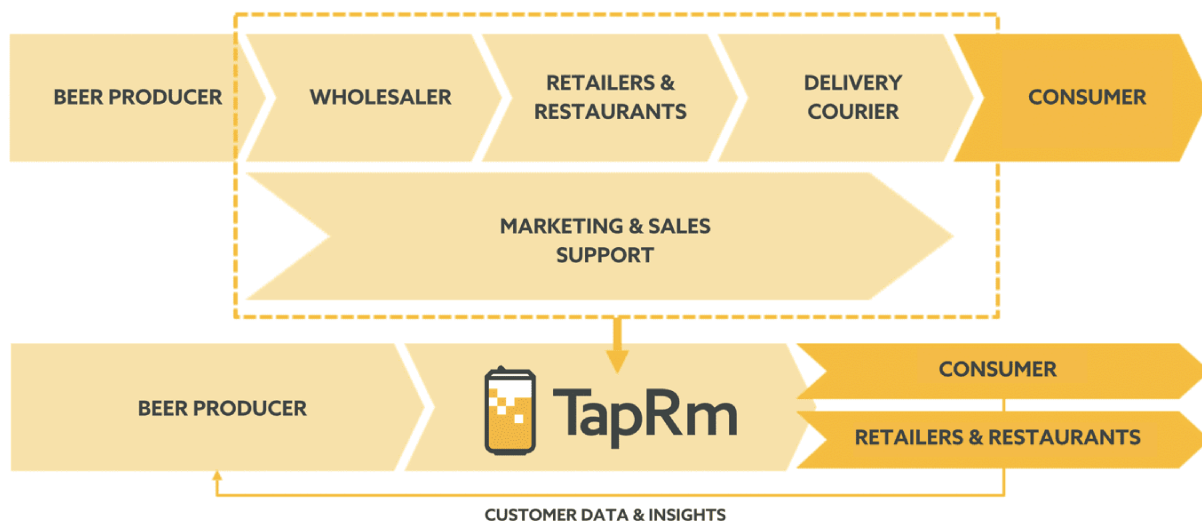 BEER PRODUCER
WHOLESALER
RETAILERS &
RESTAURANTS
DELIVERY
COURIER
CONSUMER
MARKETING & SALES
SUPPORT
BEER PRODUCER
TapRm
CONSUMER
RETAILERS & RESTAURANTS
CUSTOMER DATA & INSIGHTS